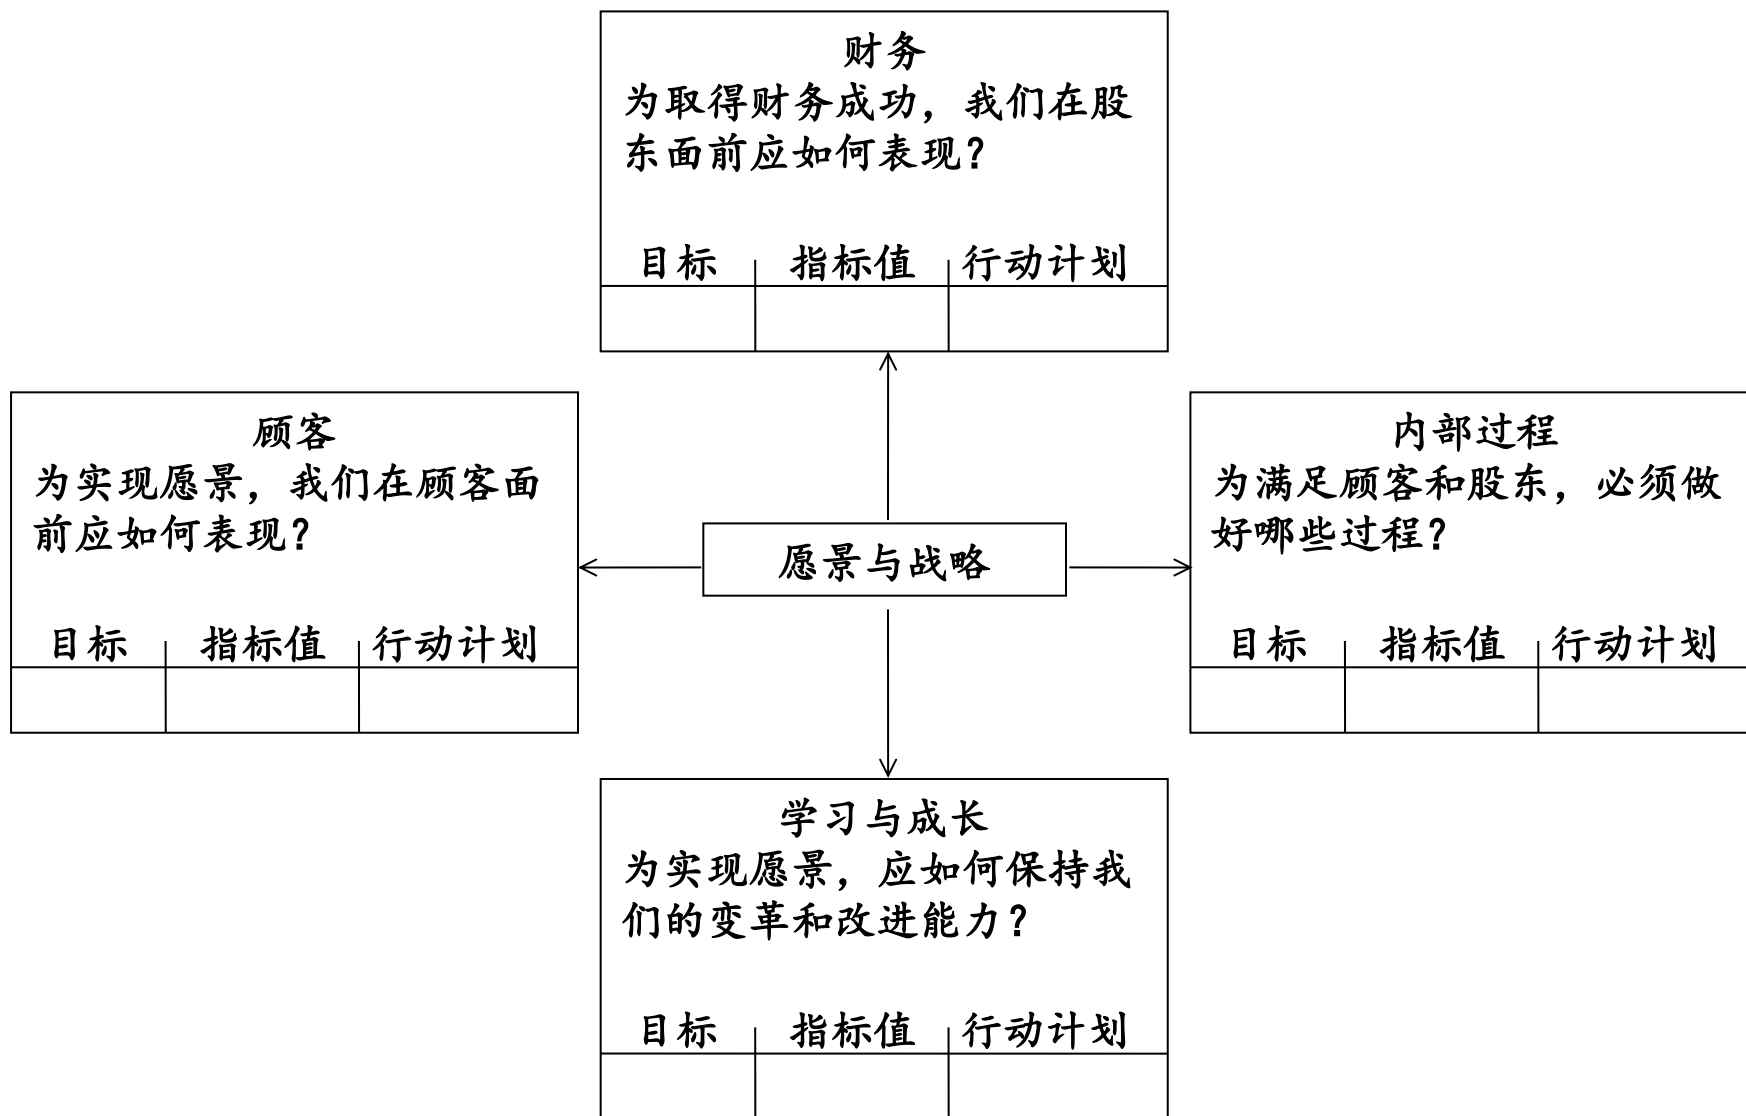 财务
为取得财务成功，我们在股
东面前应如何表现？
目标 指标值 行动计划
顾客
为实现愿景，我们在顾客面
前应如何表现？
目标 指标值 行动计划
愿景与战略
内部过程
为满足顾客和股东，必须做
好哪些过程？
目标 指标值 行动计划
学习与成长
为实现愿景，应如何保持我
们的变革和改进能力？
目标 指标值 行动计划